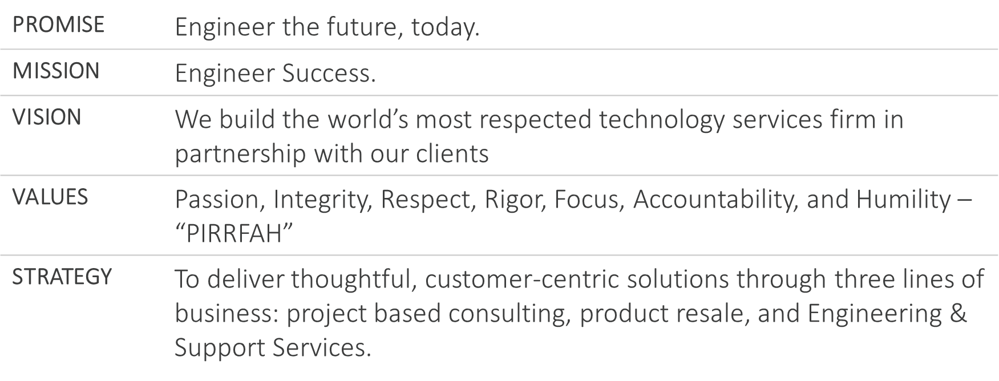 PROMISE Engineer the future, today.
MISSION Engineer Success.
VISION We build the world’s most respected technology services firm in
partnership with our clients
VALUES Passion, Integrity, Respect, Rigor, Focus, Accountability, and Humility –
“PIRRFAH”
STRATEGY To deliver thoughtful, customer-centric solutions through three lines of
business: project based consulting, product resale, and Engineering &
Support Services.